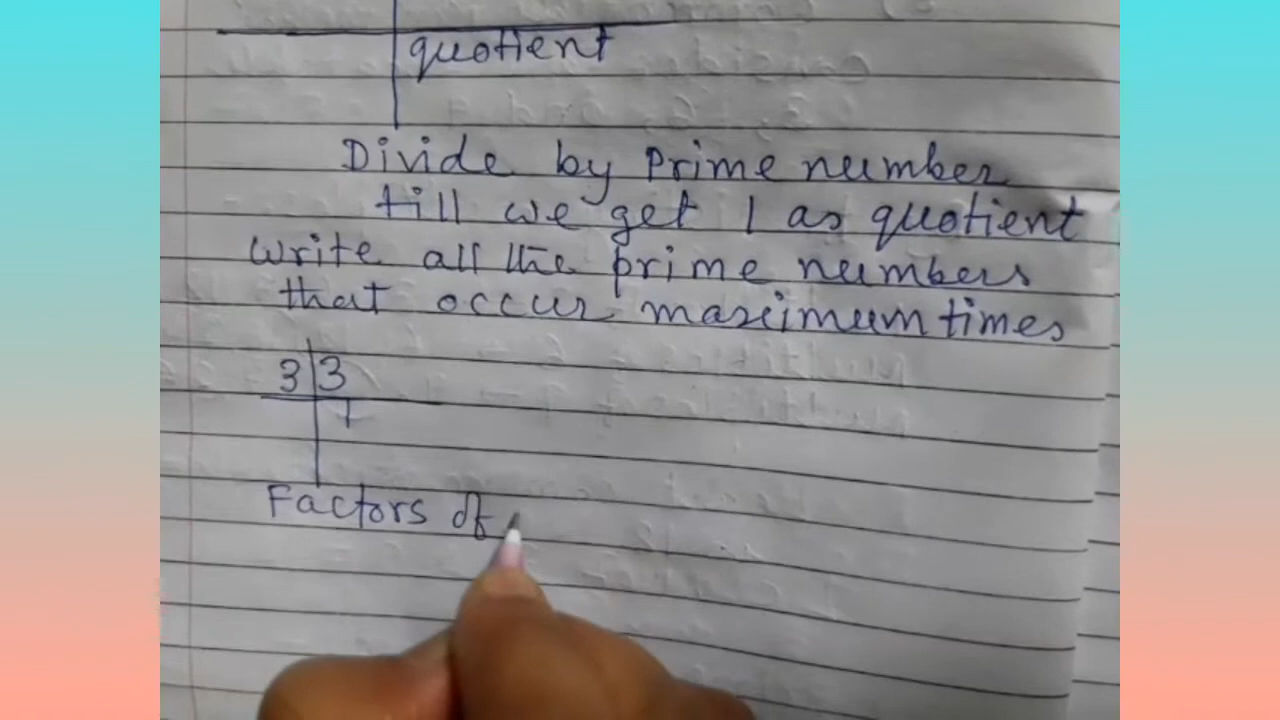 quotient
Divide by Prime number
till we get 1 as quotient
write all the prime numbers
that occur maximum times
3 3
1
Factors of